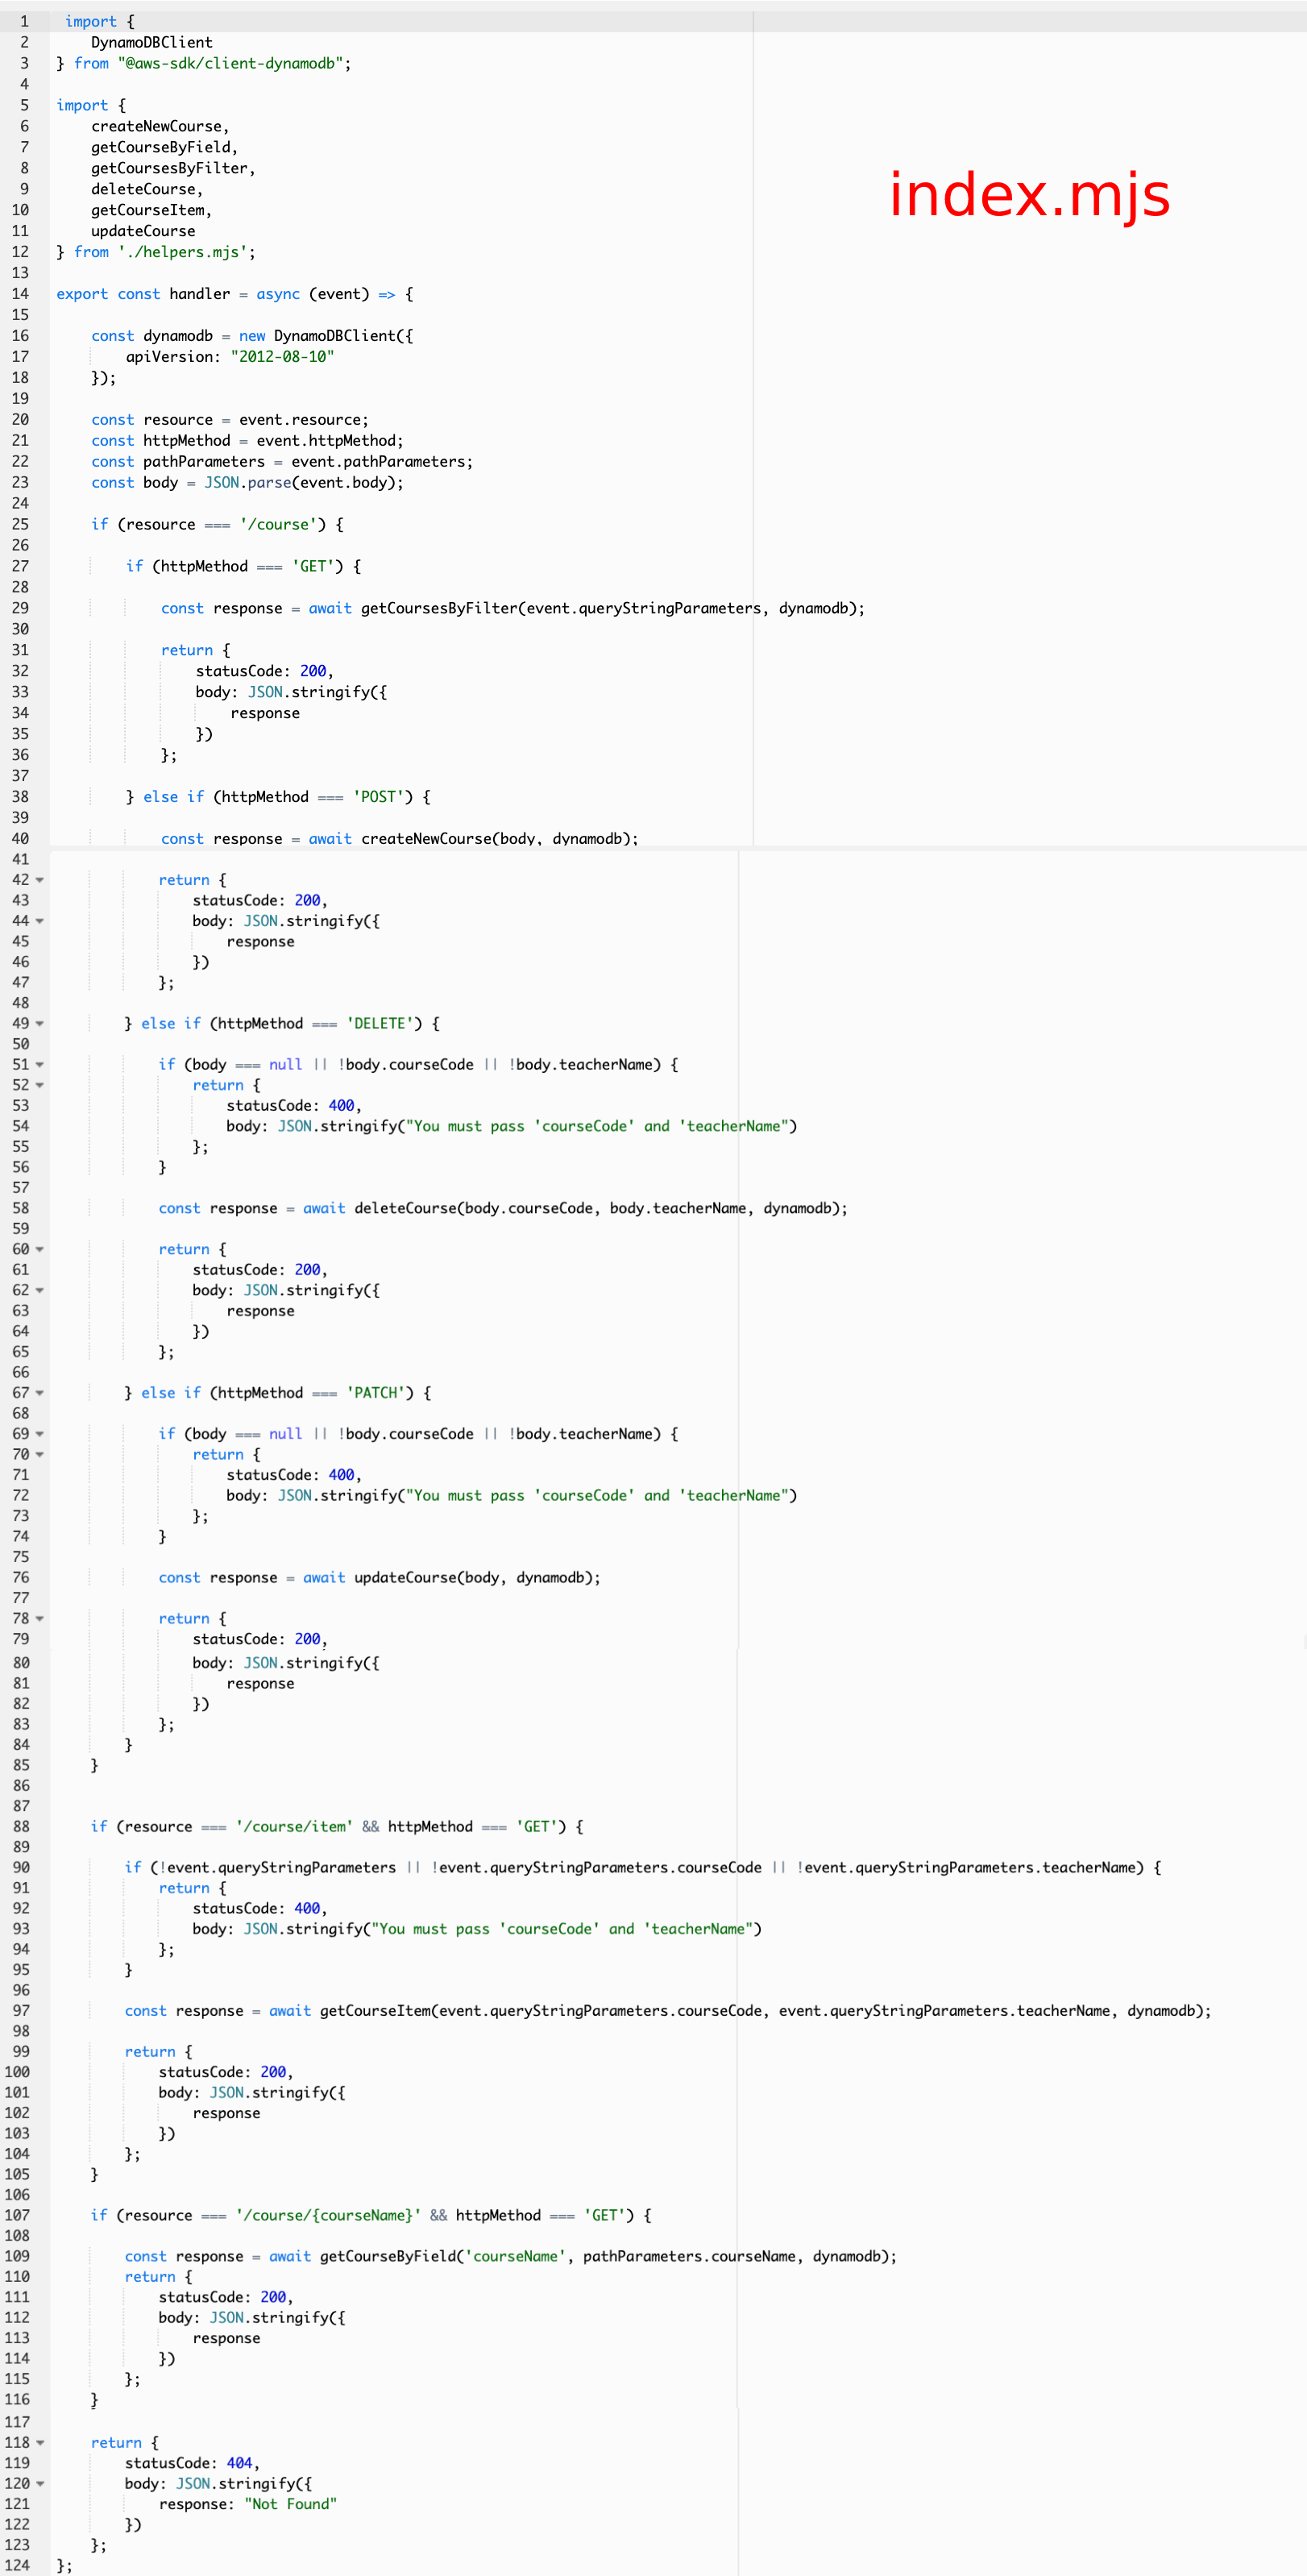 1 import {
2 DynamoDBClient
3 } from "@aws-sdk/client-dynamodb";
4
5 import {
6 createNewCourse,
7 getCourseByField,
8 getCoursesByFilter,
9 deleteCourse,
10 getCourseItem,
11 updateCourse
12 } from './helpers.mjs';
index.mjs
13
14 export const handler = async (event) => {
15
16 const dynamodb = new DynamoDBClient({
17 apiVersion: "2012-08-10"
18 });
19
20 const resource = event.resource;
21 const httpMethod = event.httpMethod;
22 const pathParameters = event.pathParameters;
23 const body = JSON.parse(event.body);
24
25 if (resource === '/course') {
26
27 if (httpMethod === 'GET') {
28
29 const response = await getCoursesByFilter(event.queryStringParameters, dynamodb);
30
31 return {
32 statusCode: 200,
33 body: JSON.stringify({
34 response
35 })
36 };
37
38 } else if (httpMethod === 'POST') {
39
40 const response = await createNewCourse(body, dynamodb);
41
42 return {
43 statusCode: 200,
44 body: JSON.stringify({
45 response
46 })
47 };
48
49 } else if (httpMethod === 'DELETE') {
50
51 if (body === null || !body.courseCode || !body.teacherName) {
52 return {
53 statusCode: 400,
54 body: JSON.stringify("You must pass 'courseCode' and 'teacherName")
55 };
56 }
57
58 const response = await deleteCourse(body.courseCode, body.teacherName, dynamodb);
59
60 return {
61 statusCode: 200,
62 body: JSON.stringify({
63 response
64 })
65 };
66
67 } else if (httpMethod === 'PATCH') {
68
69 if (body === null || !body.courseCode || !body.teacherName) {
70 return {
71 statusCode: 400,
72 body: JSON.stringify("You must pass 'courseCode' and 'teacherName")
73 };
74 }
75
76 const response = await updateCourse(body, dynamodb);
77
78 return {
79 statusCode: 200,
80 body: JSON.stringify({
81 response
82 })
83 };
84 }
85 }
86
87
88 if (resource === '/course/item' && httpMethod === 'GET') {
89
90 if (!event.queryStringParameters || !event.queryStringParameters.courseCode || !event.queryStringParameters.teacherName) {
91 return {
92 statusCode: 400,
93 body: JSON.stringify("You must pass 'courseCode' and 'teacherName")
94 };
95 }
96
97 const response = await getCourseItem(event.queryStringParameters.courseCode, event.queryStringParameters.teacherName, dynamodb);
98
99 return {
100 statusCode: 200,
101 body: JSON.stringify({
102 response
103 })
104 };
105 }
106
107 if (resource === '/course/{courseName}' && httpMethod === 'GET') {
108
109 const response = await getCourseByField('courseName', pathParameters.courseName, dynamodb);
110 return {
111 statusCode: 200,
112 body: JSON.stringify({
113 response
114 })
115 };
116 }
117
118 return {
119 statusCode: 404,
120 body: JSON.stringify({
121 response: "Not Found"
122 })
123 };
124 };